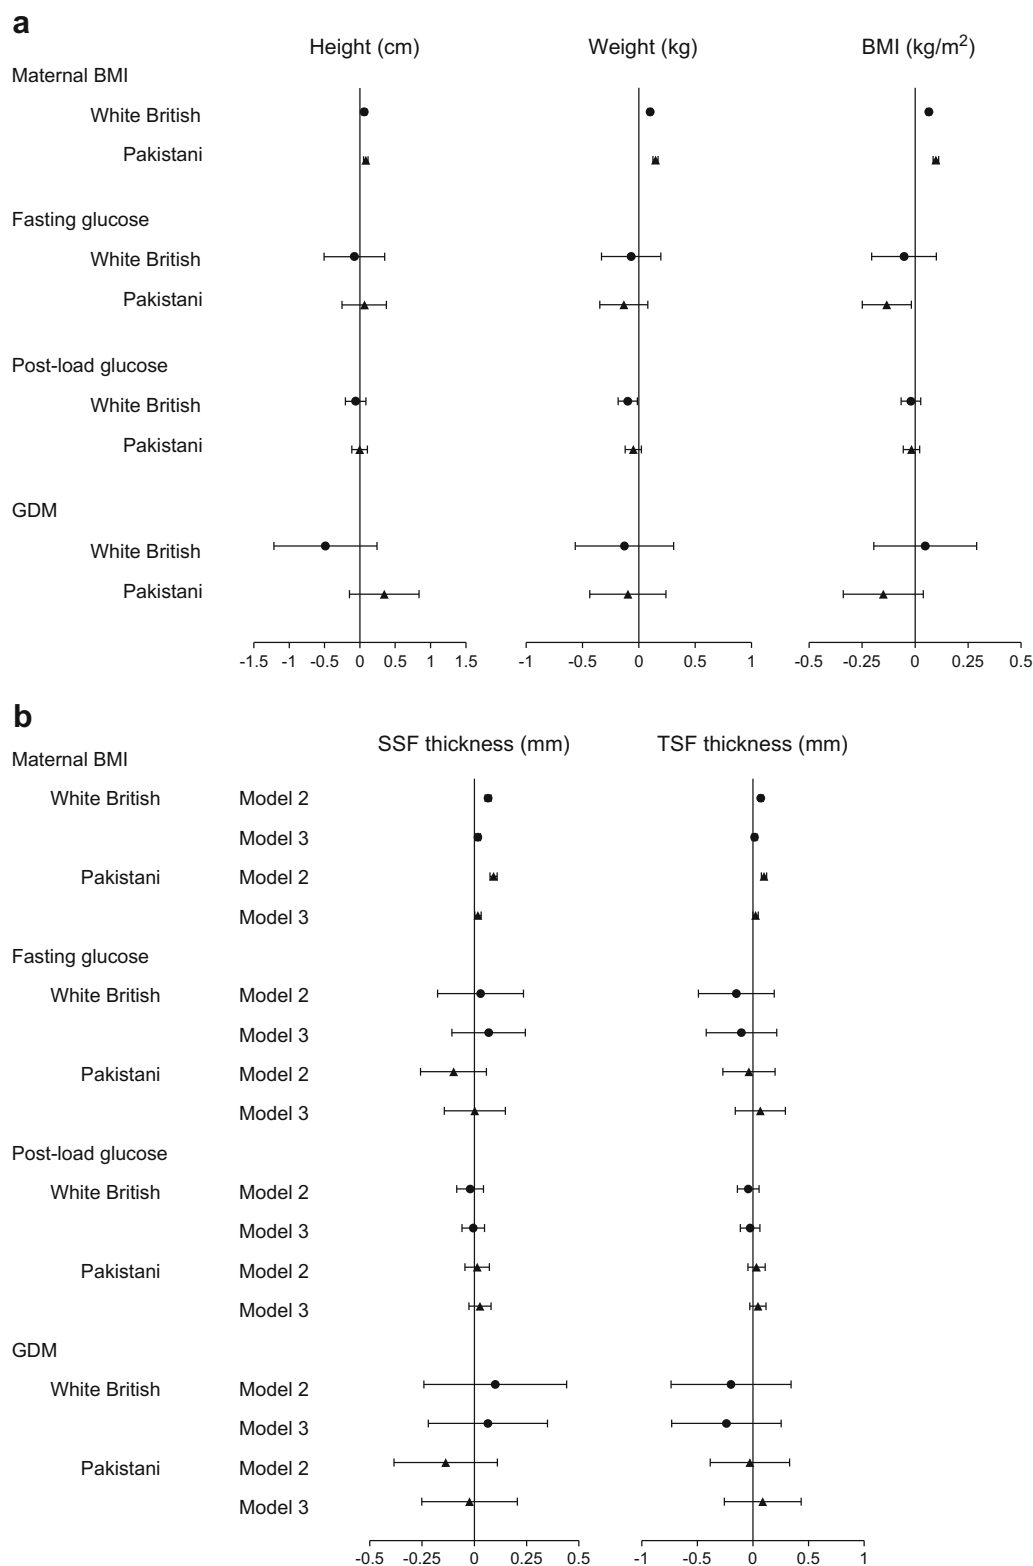 a
Height (cm) Weight (kg) BMI (kg/m²)
Maternal BMI
White British
Pakistani
Fasting glucose
White British
Pakistani
Post-load glucose
White British
Pakistani
GDM
White British
Pakistani
-1.5 -1 -0.5 0 0.5 1 1.5 -1 -0.5 0 0.5 1 -0.5 -0.25 0 0.25 0.5
b
SSF thickness (mm) TSF thickness (mm)
Maternal BMI
White British Model 2
Model 3
Pakistani Model 2
Model 3
Fasting glucose
White British Model 2
Model 3
Pakistani Model 2
Model 3
Post-load glucose
White British Model 2
Model 3
Pakistani Model 2
Model 3
GDM
White British Model 2
Model 3
Pakistani Model 2
Model 3
-0.5 -0.25 0 0.25 0.5 -1 -0.5 0 0.5 1